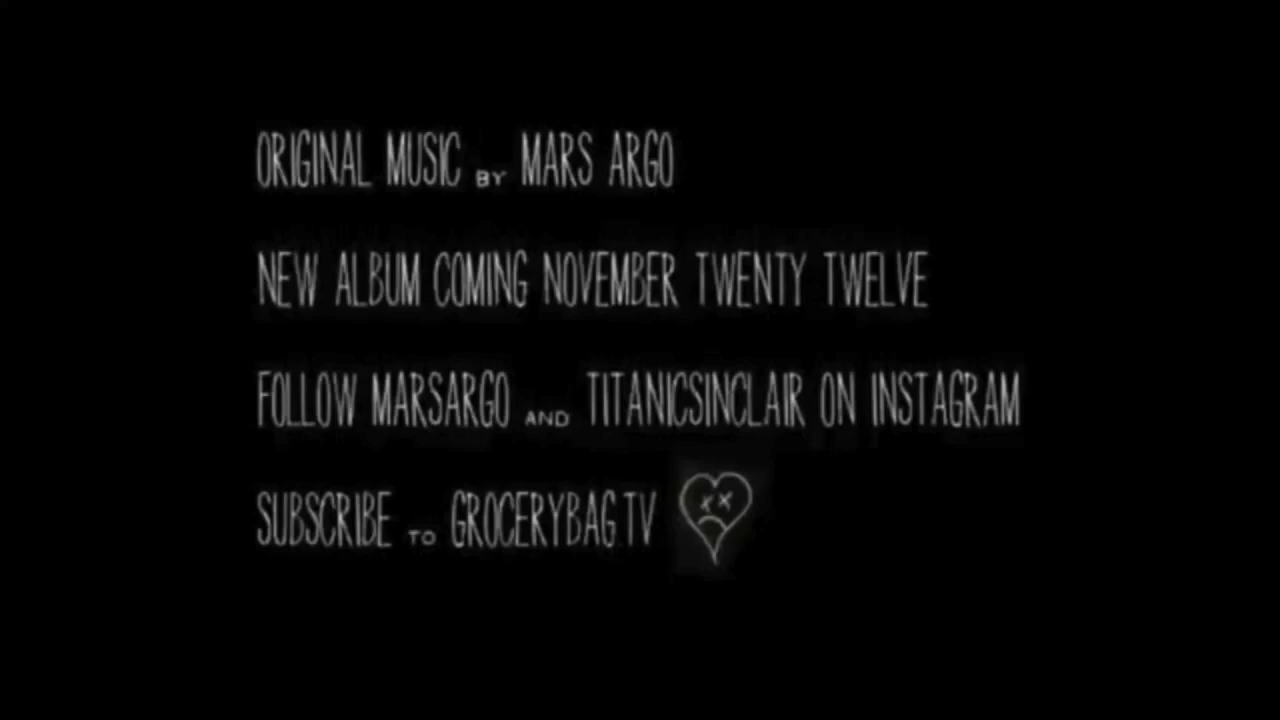 ORIGINAL MUSIC BY MARS ARGO
NEW ALBUM COMING NOVEMBER TWENTY TWELVE
FOLLOW MARSARGO AND TITANICSINCLAIR ON INSTAGRAM
SUBSCRIBE TO GROCERYBAG.TV